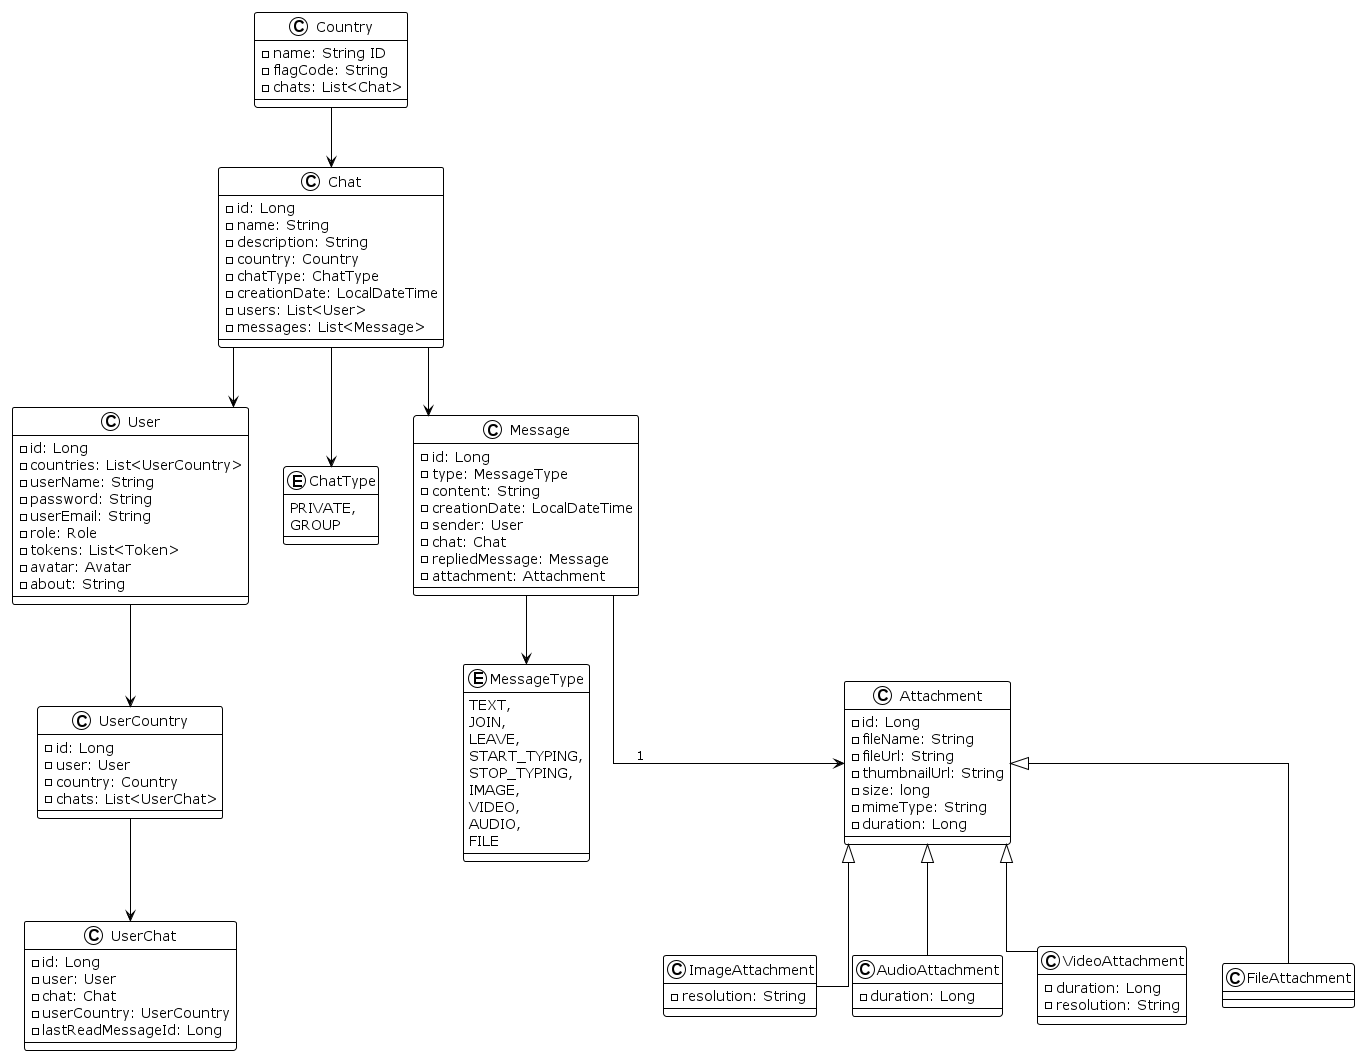 C Country
name: String ID
flagCode: String
chats: List<Chat>
C Chat
id: Long
name: String
description: String
country: Country
chatType: ChatType
creationDate: LocalDateTime
users: List<User>
messages: List<Message>
C User
id: Long
countries: List<UserCountry>
userName: String
password: String
userEmail: String
role: Role
tokens: List<Token>
avatar: Avatar
about: String
E ChatType
PRIVATE,
GROUP
C Message
id: Long
type: MessageType
content: String
creationDate: LocalDateTime
sender: User
chat: Chat
repliedMessage: Message
attachment: Attachment
C UserCountry
id: Long
user: User
country: Country
chats: List<UserChat>
E MessageType
TEXT,
JOIN,
LEAVE,
START_TYPING,
STOP_TYPING,
IMAGE,
VIDEO,
AUDIO,
FILE
1
C Attachment
id: Long
fileName: String
fileUrl: String
thumbnailUrl: String
size: long
mimeType: String
duration: Long
C UserChat
id: Long
user: User
chat: Chat
userCountry: UserCountry
lastReadMessageId: Long
C ImageAttachment
resolution: String
C AudioAttachment
duration: Long
C VideoAttachment
duration: Long
resolution: String
C FileAttachment